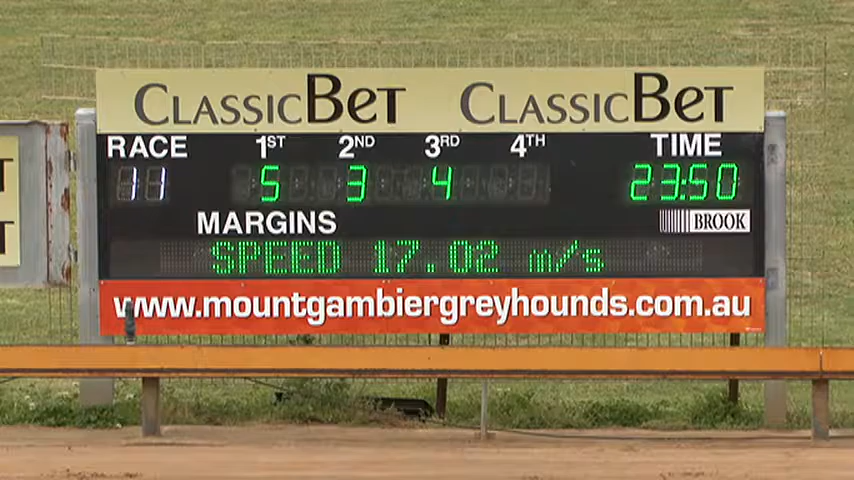 CLASSICBET CLASSICBET
RACE 1ST 2ND 3RD 4TH TIME
11 5 3 4 23:50
MARGINS BROOK
SPEED 17.02 m/s
www.mountgambiergreyhounds.com.au